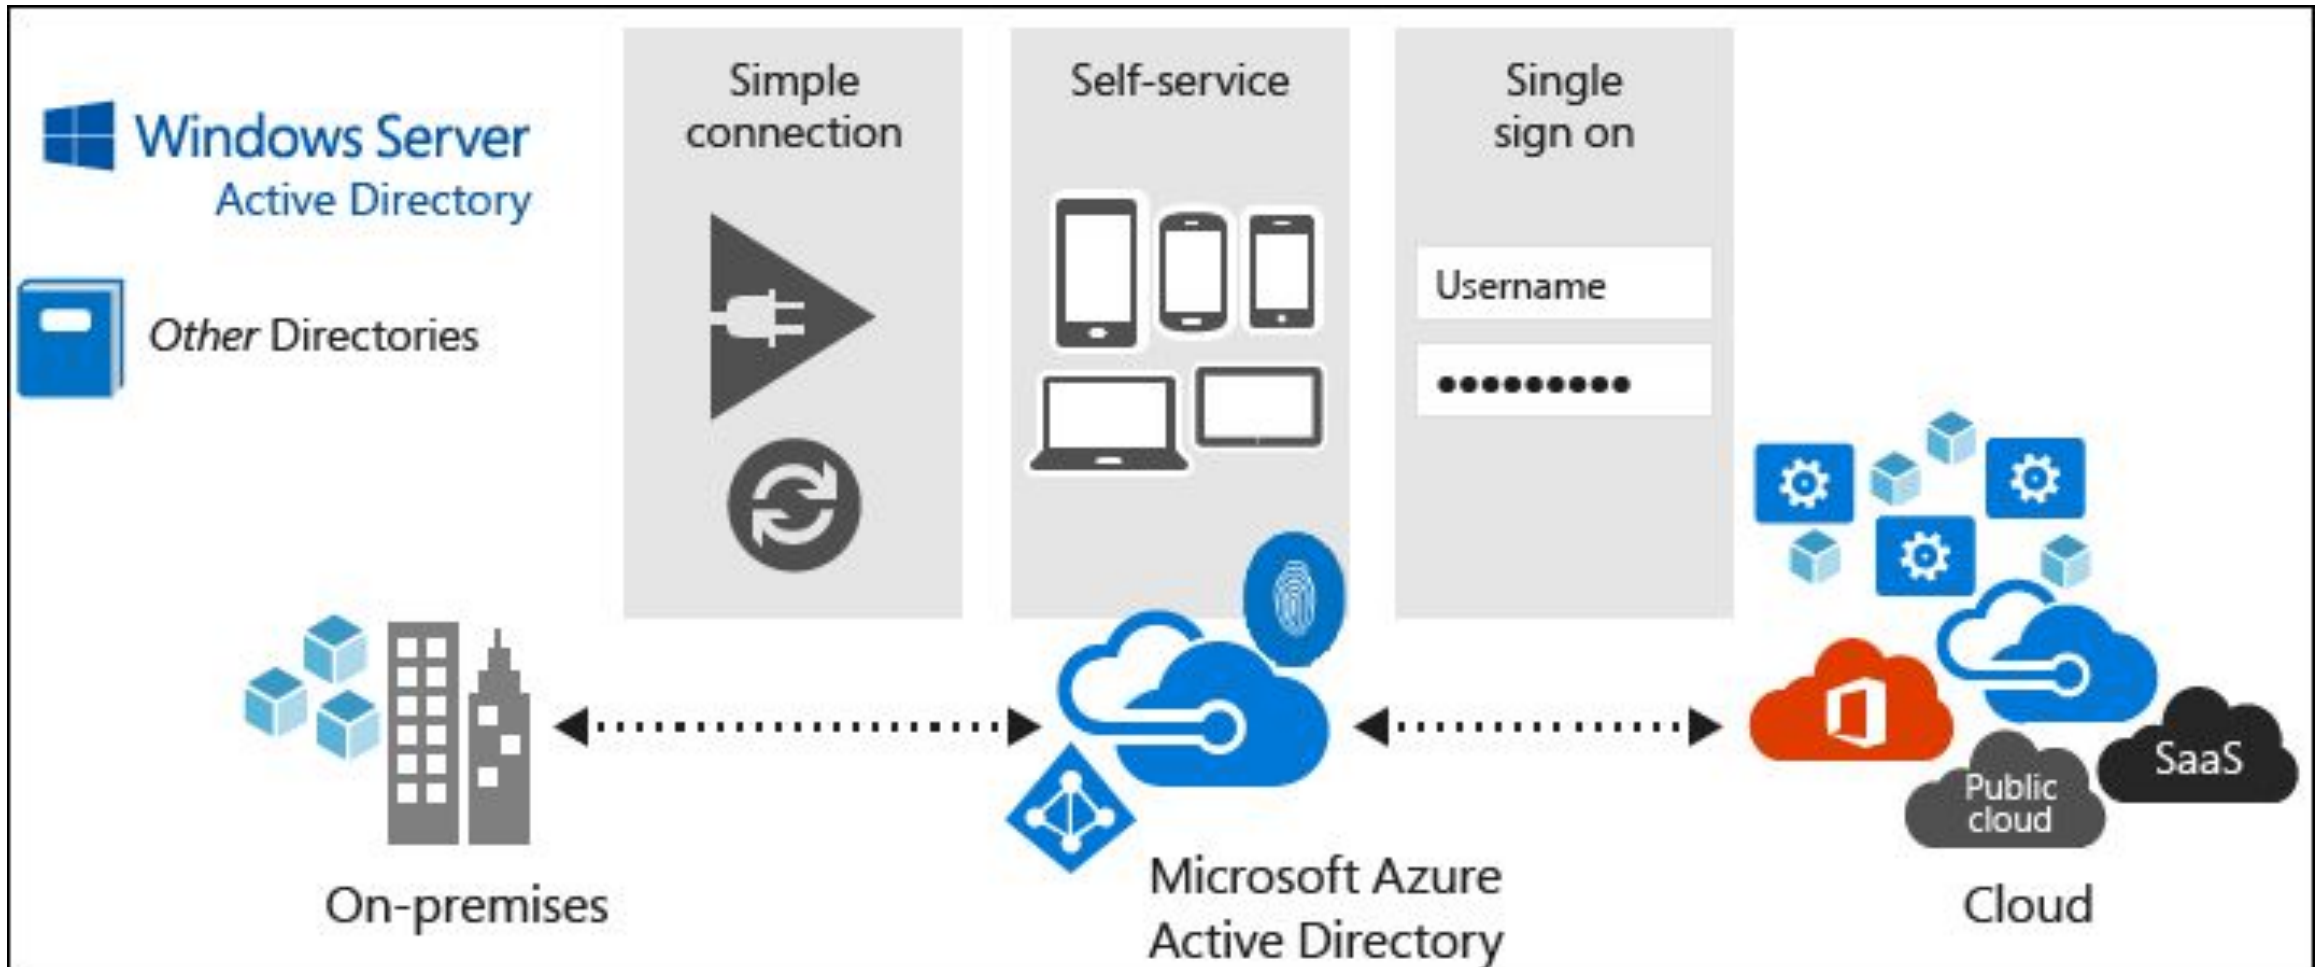 Windows Server
Active Directory
Other Directories
Simple
connection
Self-service
Single
sign on
Username
On-premises
Microsoft Azure
Active Directory
Public
cloud
SaaS
Cloud